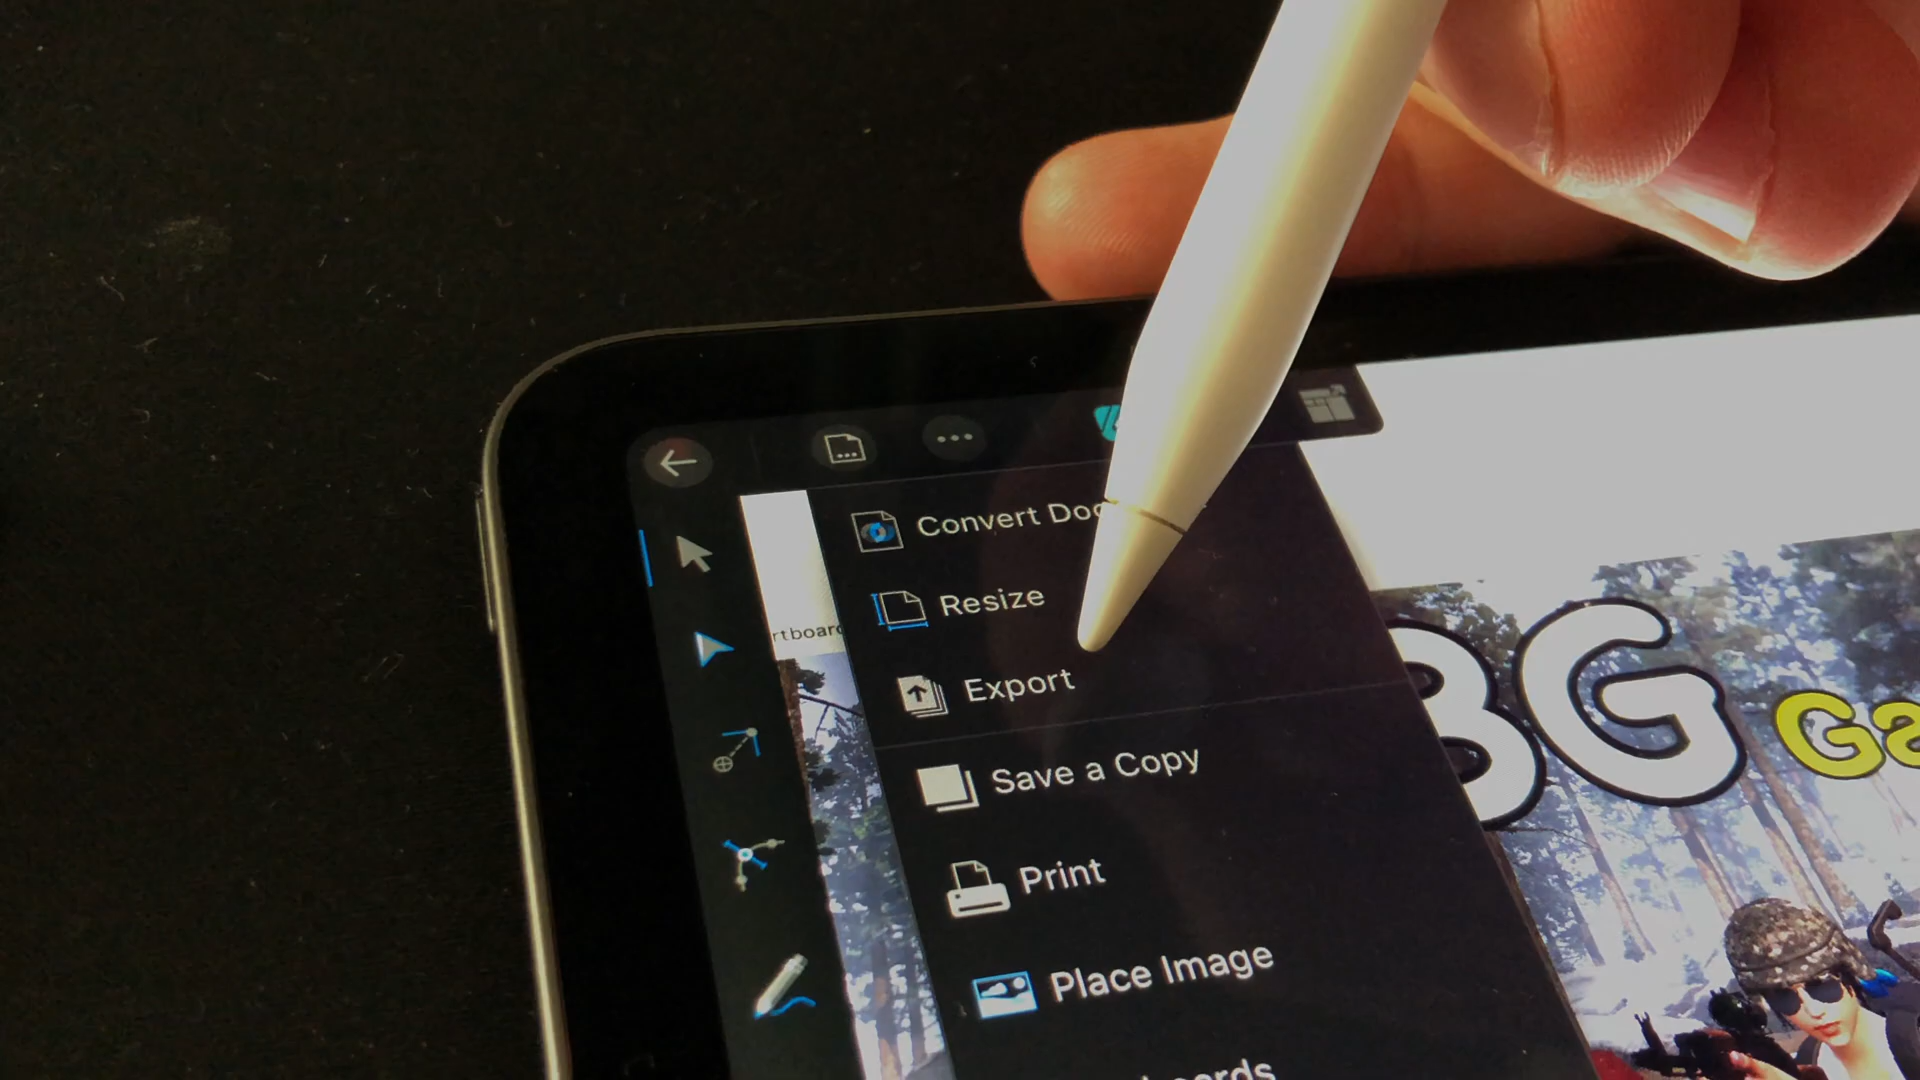 Convert Doc
Resize
rtboard
Export
BG
Ga
Save a Copy
Print
Place Image